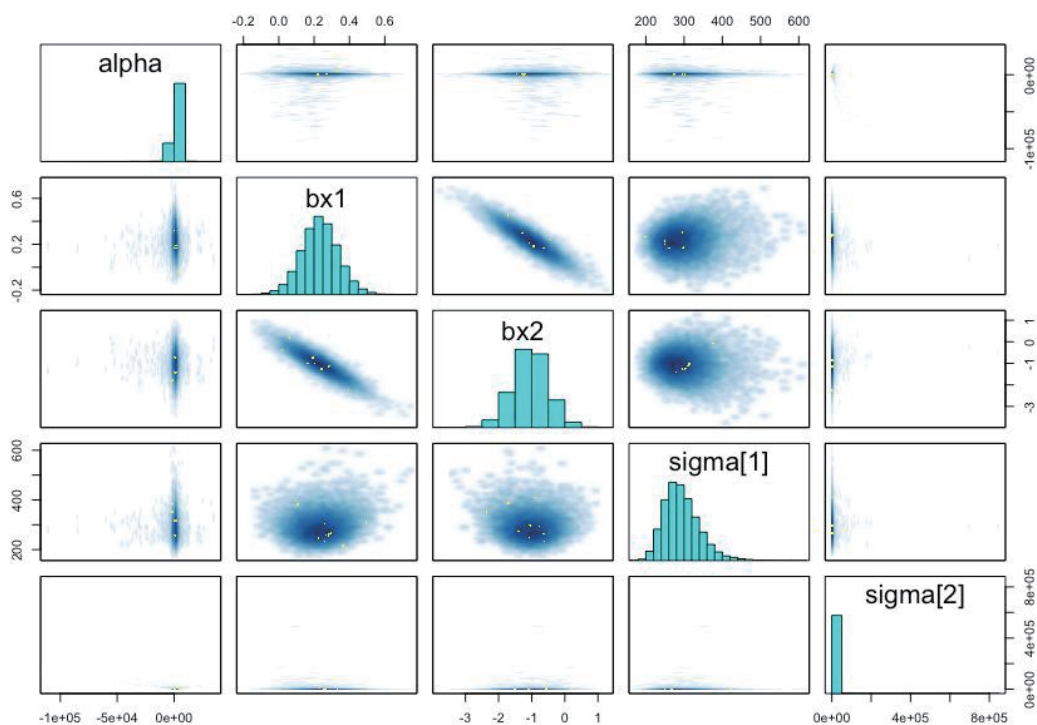 -0.2 0.0 0.2 0.4 0.6
200 300 400 500 600
alpha
-1e+05 0e+00
bx1
-0.2 0.2 0.6
bx2
-3 -1 0 1
sigma[1]
200 400 600
sigma[2]
0e+00 4e+05 8e+05
-1e+05 -5e+04 0e+00
-3 -2 -1 0 1
0e+00 4e+05 8e+05